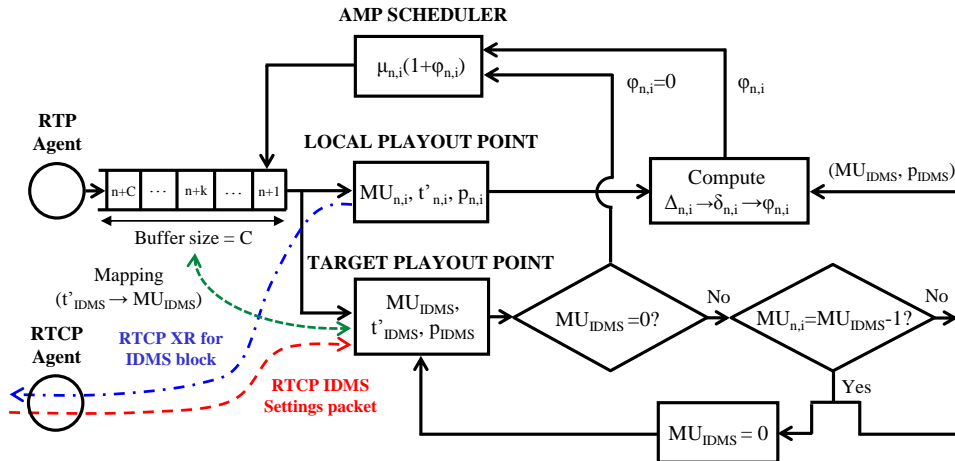 AMP SCHEDULER
μn,i(1+φn,i)
φn,i=0
φn,i
RTP
Agent
LOCAL PLAYOUT POINT
n+C
...
n+k
...
n+1
MUn,i, t’n,i, pn,i
Compute
Δn,i→δn,i→φn,i
(MUIDMS, pIDMS)
Buffer size = C
TARGET PLAYOUT POINT
Mapping
(t’IDMS → MUIDMS)
MUIDMS,
t’IDMS, pIDMS
MUIDMS =0?
No
MUn,i=MUIDMS-1?
No
RTCP
Agent
RTCP XR for
IDMS block
RTCP IDMS
Settings packet
Yes
MUIDMS = 0